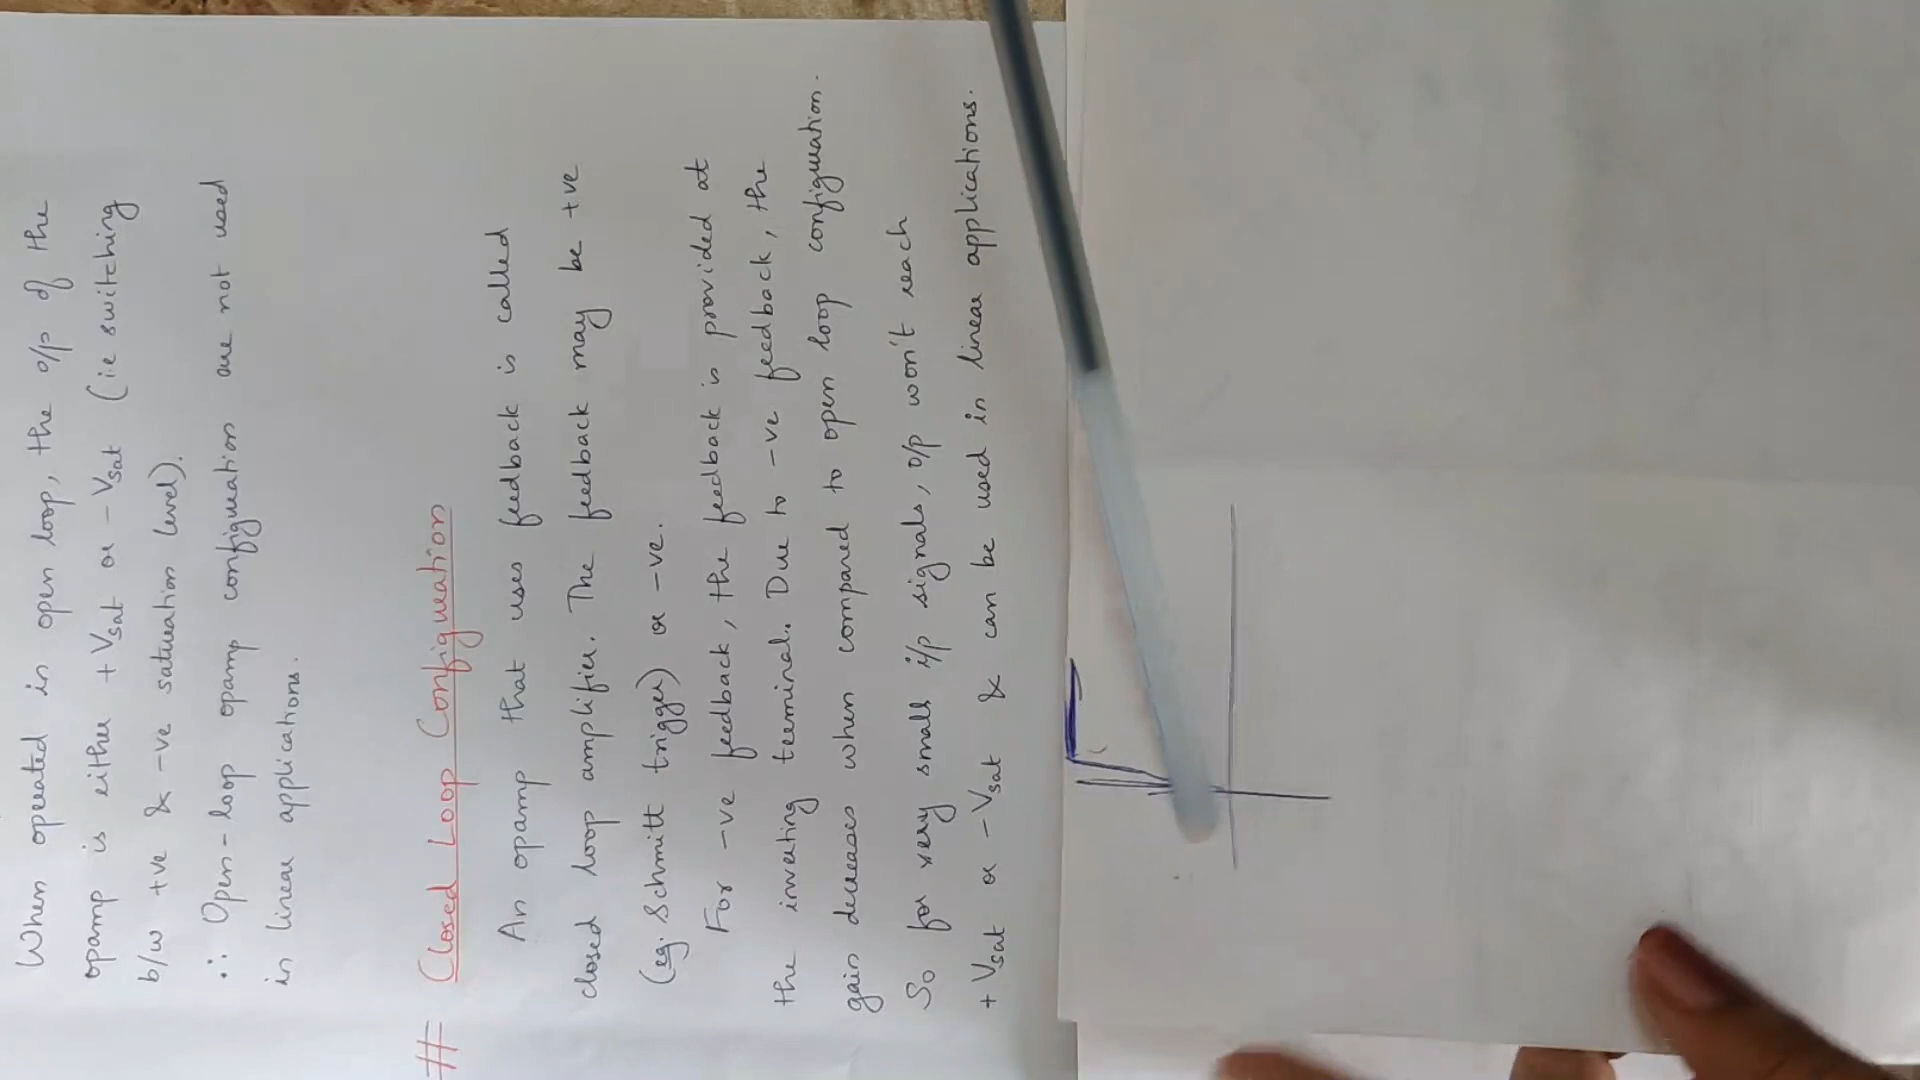 When operated in open loop, the o/p of the
opamp is either +Vsat or -Vsat (ie switching
b/w +ve & -ve saturation level).
∴ Open-loop opamp configuration are not used
in linear applications.
# Closed Loop Configuration
An opamp that uses feedback is called
closed loop amplifier. The feedback may be +ve
(eg. Schmitt trigger) or -ve.
For -ve feedback, the feedback is provided at
the inverting terminal. Due to -ve feedback, the
gain decreases when compared to open loop configuration.
So for very small i/p signals, o/p won't reach
+Vsat or -Vsat & can be used in linear applications.